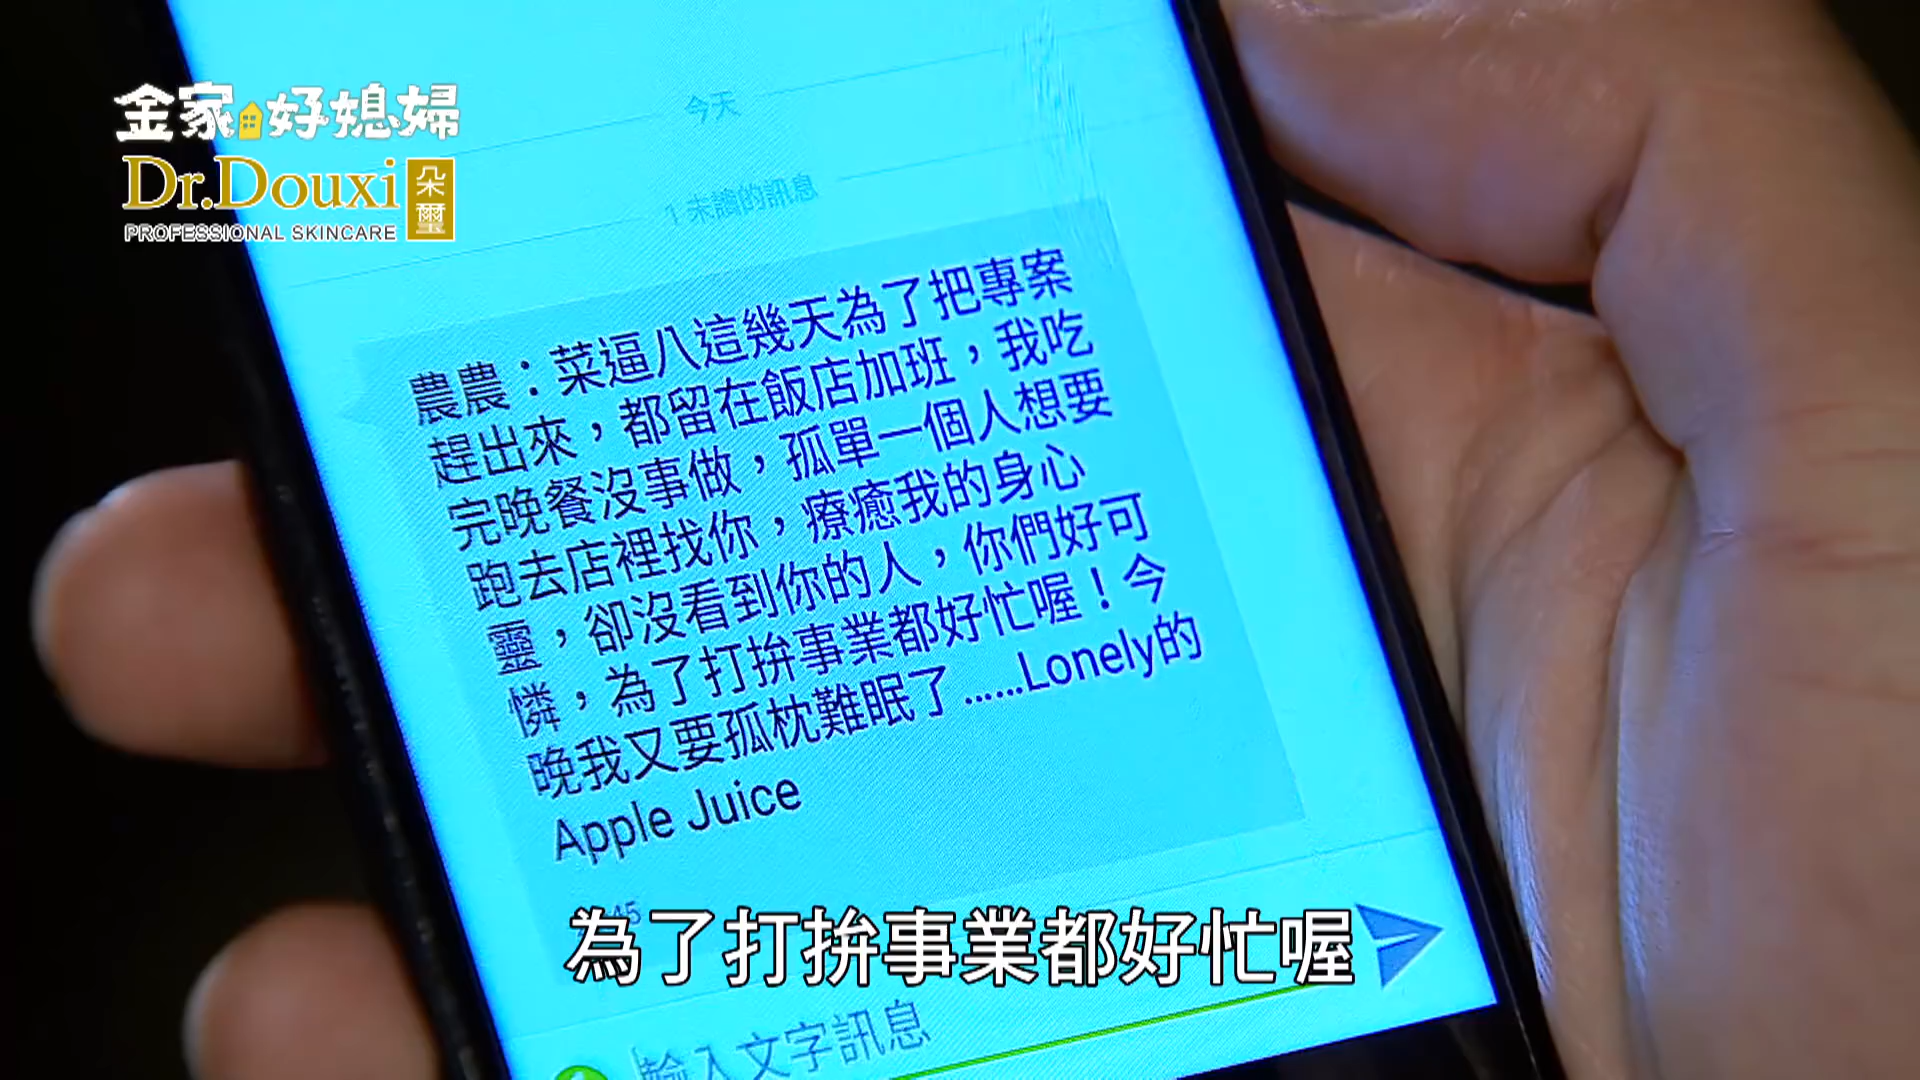 金家好媳婦
Dr.Douxi 朵璽
PROFESSIONAL SKINCARE
今天
1 未讀的訊息
農農：菜逼八這幾天為了把專案
趕出來，都留在飯店加班，我吃
完晚餐沒事做，孤單一個人想要
跑去店裡找你，療癒我的身心
靈，卻沒看到你的人，你們好可
憐，為了打拚事業都好忙喔！今
晚我又要孤枕難眠了......Lonely的
Apple Juice
為了打拚事業都好忙喔
輸入文字訊息